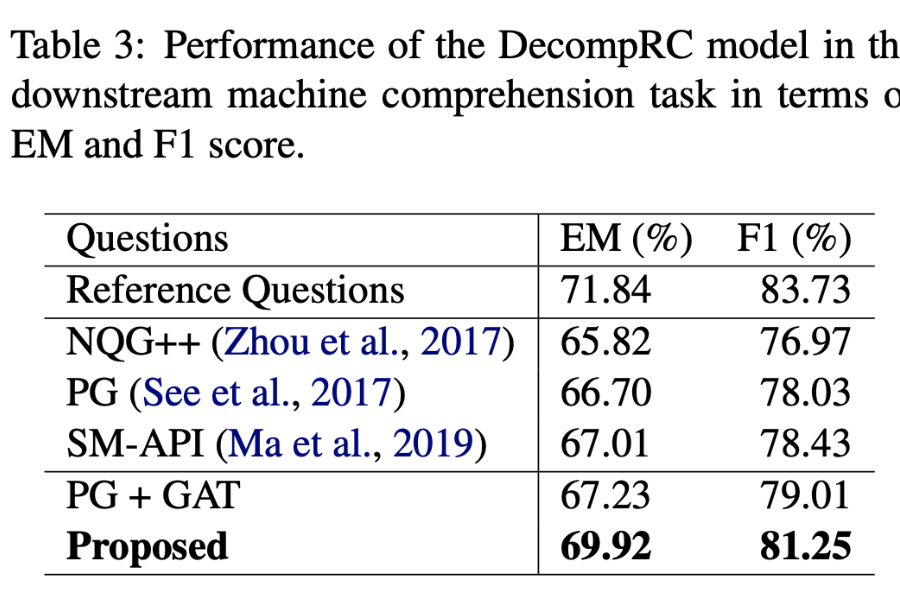 Table 3: Performance of the DecompRC model in th
downstream machine comprehension task in terms o
EM and F1 score.
Questions EM (%) F1 (%)
Reference Questions 71.84 83.73
NQG++ (Zhou et al., 2017) 65.82 76.97
PG (See et al., 2017) 66.70 78.03
SM-API (Ma et al., 2019) 67.01 78.43
PG + GAT 67.23 79.01
Proposed 69.92 81.25